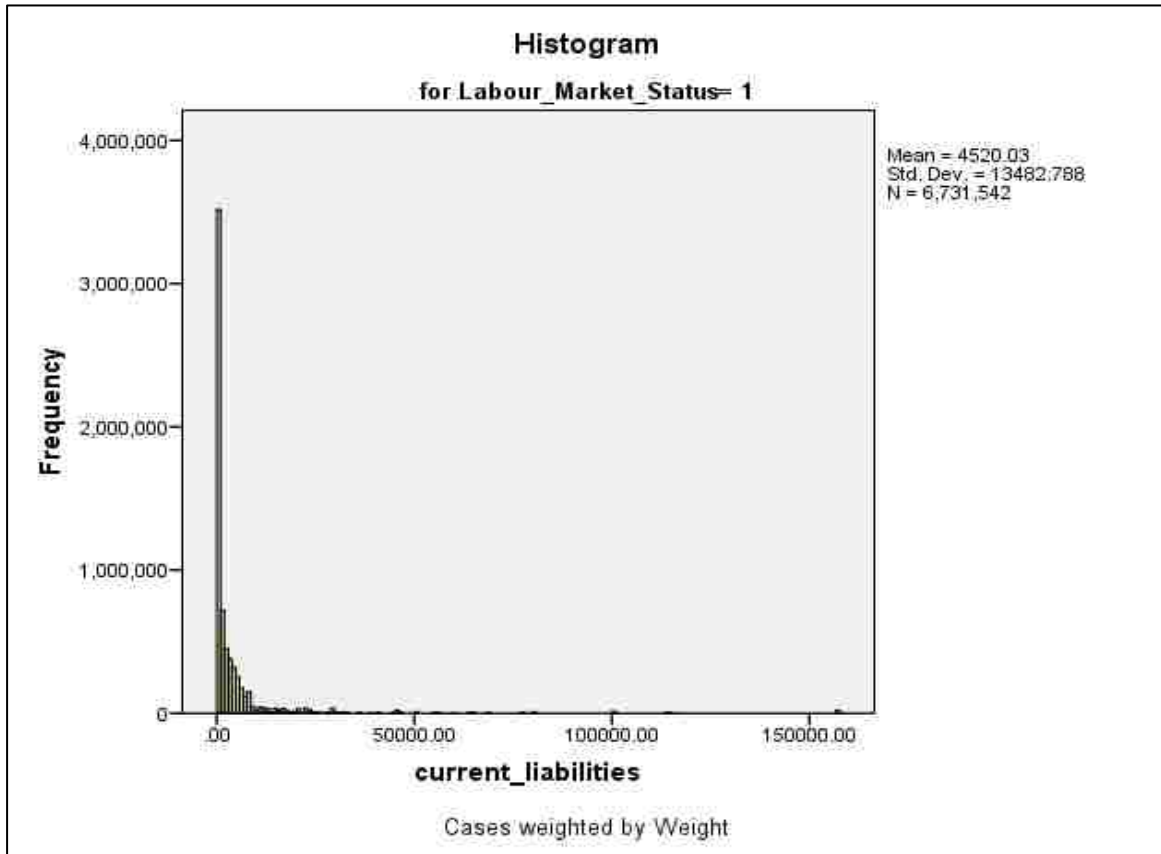 Histogram
for Labour_Market_Status= 1
4,000,000
3,000,000
2,000,000
1,000,000
0
Frequency
.00
50000.00
100000.00
150000.00
current_liabilities
Cases weighted by Weight
Mean = 4520.03
Std. Dev. = 13482.788
N = 6,731,542